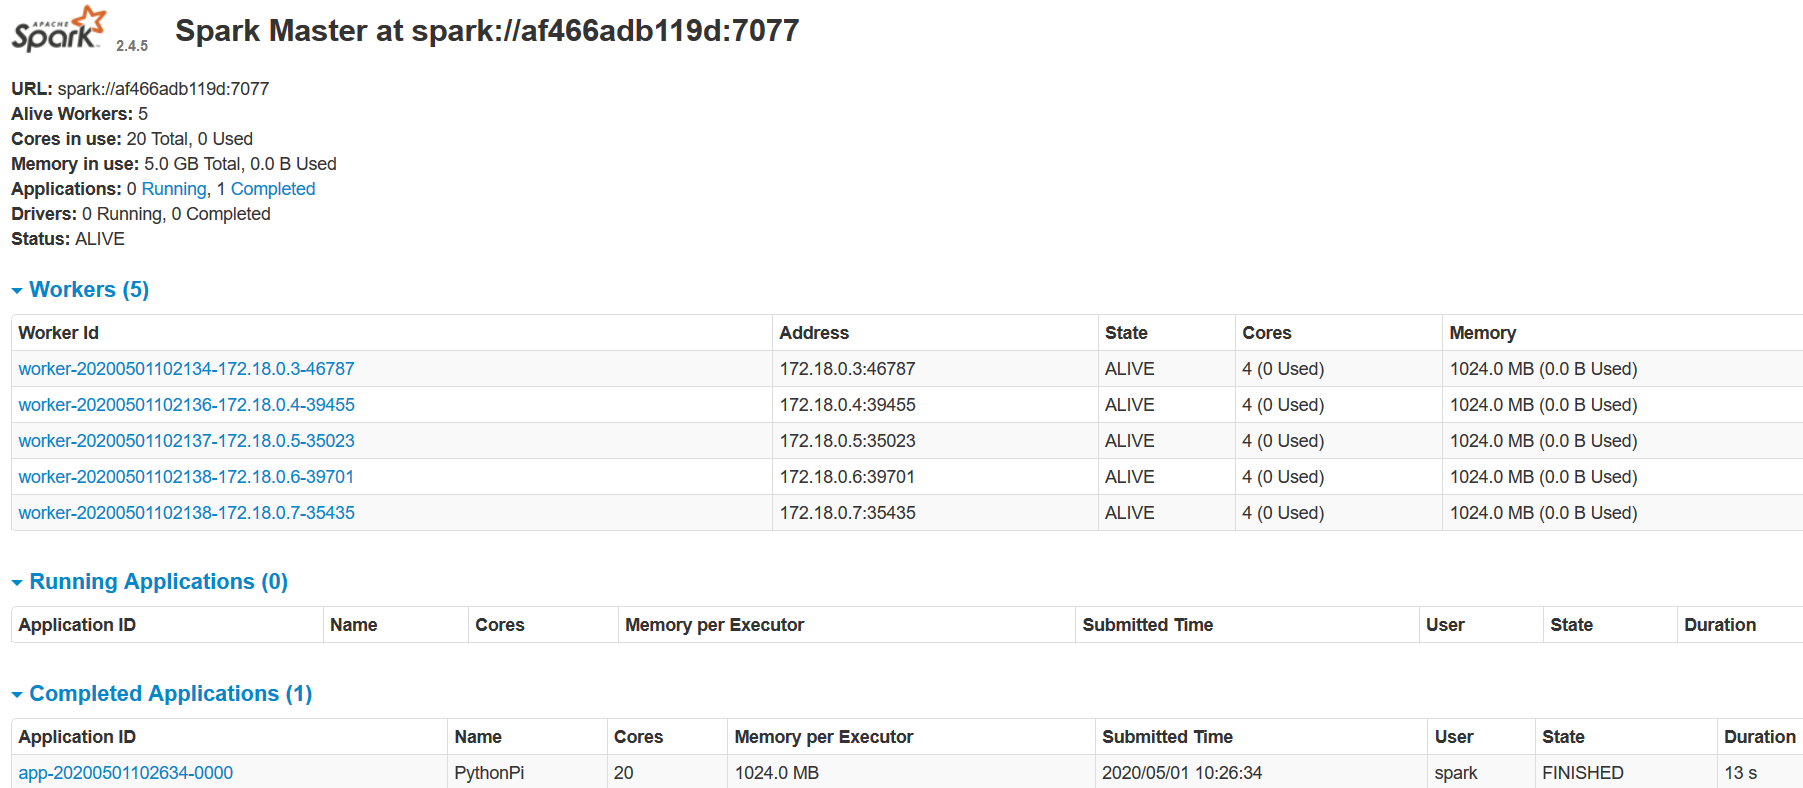 APACHE
Spark 2.4.5 Spark Master at spark://af466adb119d:7077
URL: spark://af466adb119d:7077
Alive Workers: 5
Cores in use: 20 Total, 0 Used
Memory in use: 5.0 GB Total, 0.0 B Used
Applications: 0 Running, 1 Completed
Drivers: 0 Running, 0 Completed
Status: ALIVE
Workers (5)
Worker Id Address State Cores Memory
worker-20200501102134-172.18.0.3-46787 172.18.0.3:46787 ALIVE 4 (0 Used) 1024.0 MB (0.0 B Used)
worker-20200501102136-172.18.0.4-39455 172.18.0.4:39455 ALIVE 4 (0 Used) 1024.0 MB (0.0 B Used)
worker-20200501102137-172.18.0.5-35023 172.18.0.5:35023 ALIVE 4 (0 Used) 1024.0 MB (0.0 B Used)
worker-20200501102138-172.18.0.6-39701 172.18.0.6:39701 ALIVE 4 (0 Used) 1024.0 MB (0.0 B Used)
worker-20200501102138-172.18.0.7-35435 172.18.0.7:35435 ALIVE 4 (0 Used) 1024.0 MB (0.0 B Used)
Running Applications (0)
Application ID Name Cores Memory per Executor Submitted Time User State Duration
Completed Applications (1)
Application ID Name Cores Memory per Executor Submitted Time User State Duration
app-20200501102634-0000 PythonPi 20 1024.0 MB 2020/05/01 10:26:34 spark FINISHED 13 s